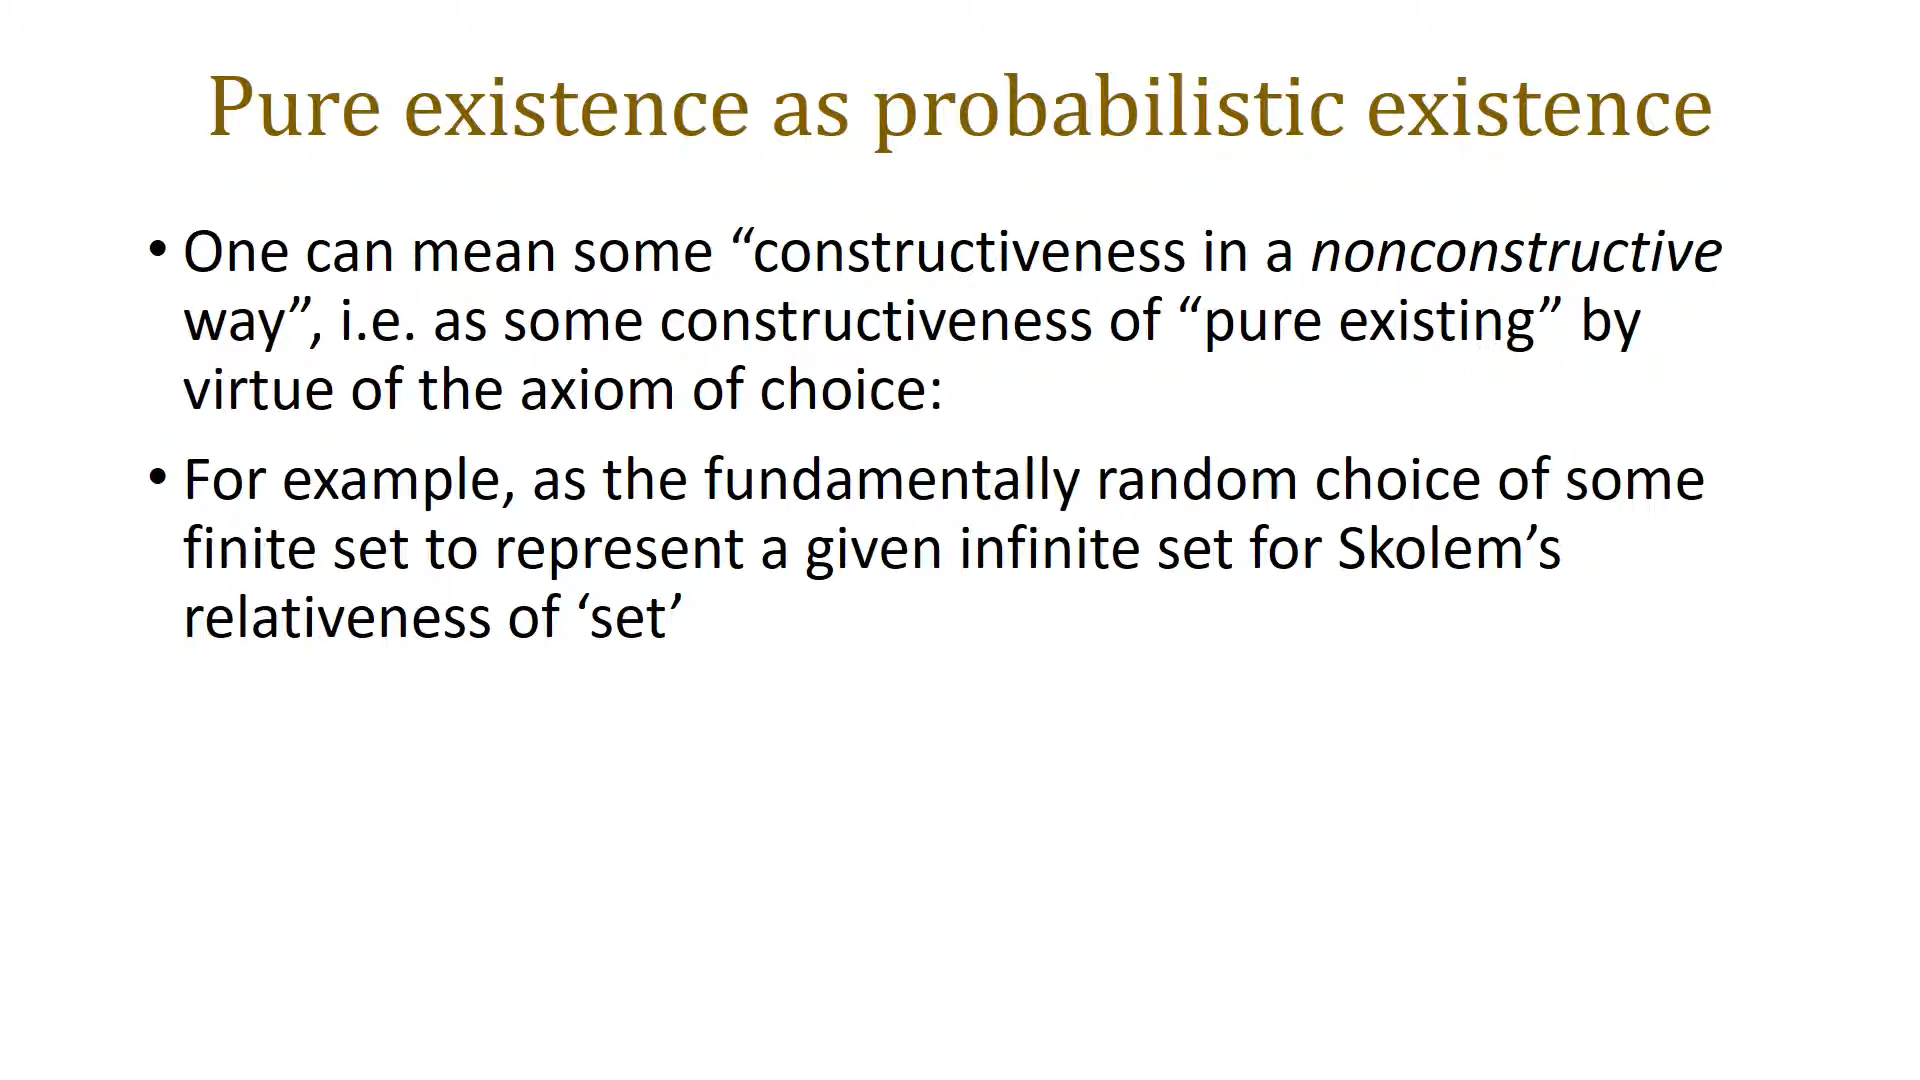 Pure existence as probabilistic existence
• One can mean some “constructiveness in a nonconstructive
way”, i.e. as some constructiveness of “pure existing” by
virtue of the axiom of choice:
• For example, as the fundamentally random choice of some
finite set to represent a given infinite set for Skolem’s
relativeness of ‘set’